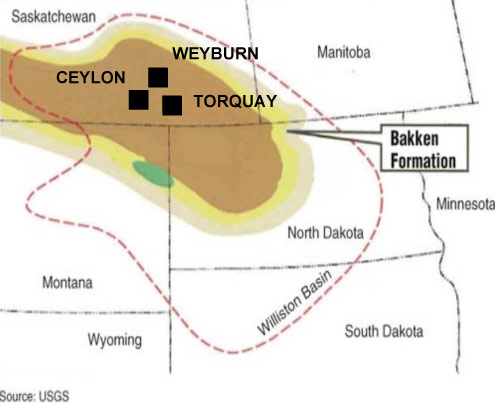 Saskatchewan
WEYBURN
Manitoba
CEYLON
TORQUAY
Bakken
Formation
Minnesota
North Dakota
Montana
Williston Basin
South Dakota
Wyoming
Source: USGS